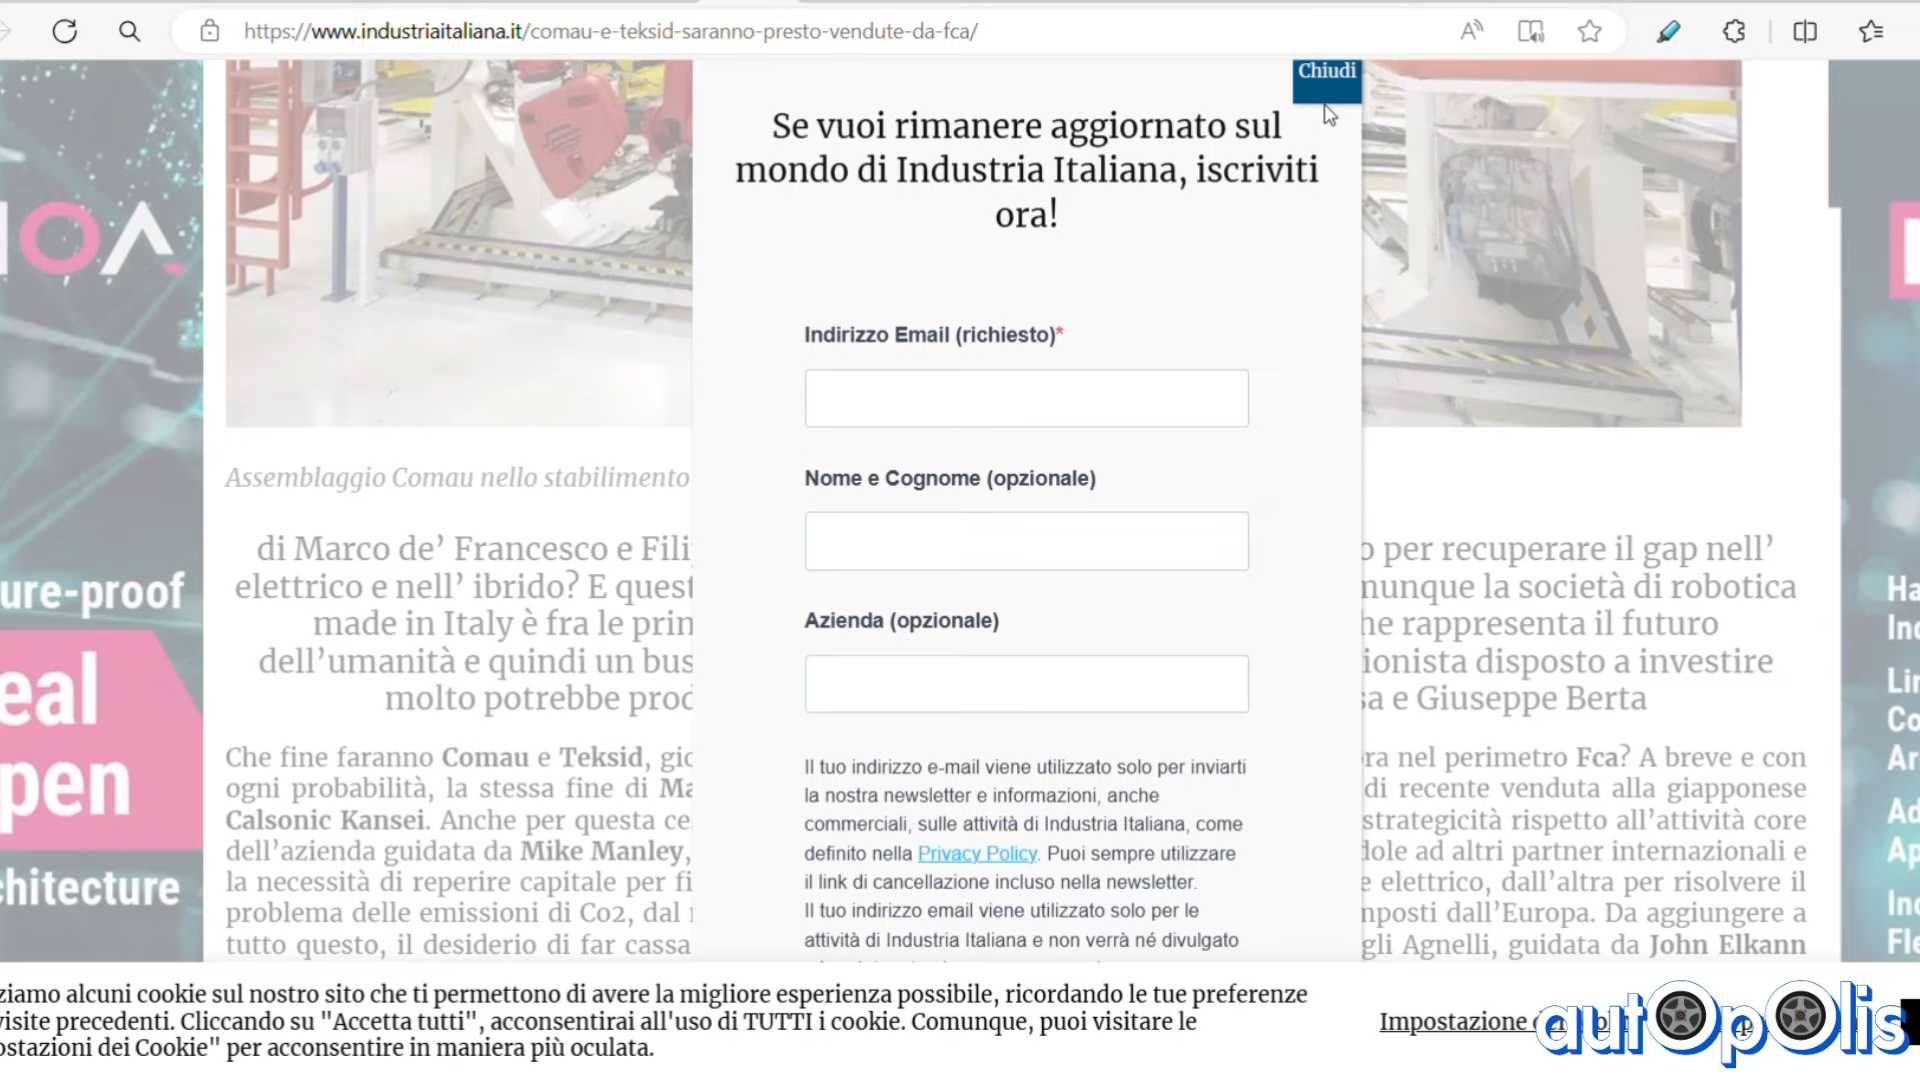 https://www.industriaitaliana.it/comau-e-teksid-saranno-presto-vendute-da-fca/
Chiudi
Se vuoi rimanere aggiornato sul
mondo di Industria Italiana, iscriviti
ora!
Indirizzo Email (richiesto)*
Nome e Cognome (opzionale)
Azienda (opzionale)
Il tuo indirizzo e-mail viene utilizzato solo per inviarti
la nostra newsletter e informazioni, anche
commerciali, sulle attività di Industria Italiana, come
definito nella Privacy Policy. Puoi sempre utilizzare
il link di cancellazione incluso nella newsletter.
Il tuo indirizzo email viene utilizzato solo per le
attività di Industria Italiana e non verrà né divulgato
Assemblaggio Comau nello stabilimento
di Marco de’ Francesco e Fili
elettrico e nell’ ibrido? E quest
made in Italy è fra le prin
dell’umanità e quindi un bus
molto potrebbe prod
per recuperare il gap nell’
munque la società di robotica
he rappresenta il futuro
ionista disposto a investire
sa e Giuseppe Berta
Che fine faranno Comau e Teksid, gio
ogni probabilità, la stessa fine di Ma
Calsonic Kansei. Anche per questa ce
dell’azienda guidata da Mike Manley,
la necessità di reperire capitale per fi
problema delle emissioni di Co2, dal
tutto questo, il desiderio di far cassa
ra nel perimetro Fca? A breve e con
di recente venduta alla giapponese
strategicità rispetto all’attività core
dole ad altri partner internazionali e
e elettrico, dall’altra per risolvere il
mposti dall’Europa. Da aggiungere a
gli Agnelli, guidata da John Elkann
ure-proof
eal
pen
chitecture
Ha
Ind
Lin
Co
Ar
Ad
Ap
Ind
Fle
ziamo alcuni cookie sul nostro sito che ti permettono di avere la migliore esperienza possibile, ricordando le tue preferenze
visite precedenti. Cliccando su "Accetta tutti", acconsentirai all'uso di TUTTI i cookie. Comunque, puoi visitare le
ostazioni dei Cookie" per acconsentire in maniera più oculata.
Impostazione
autopolis